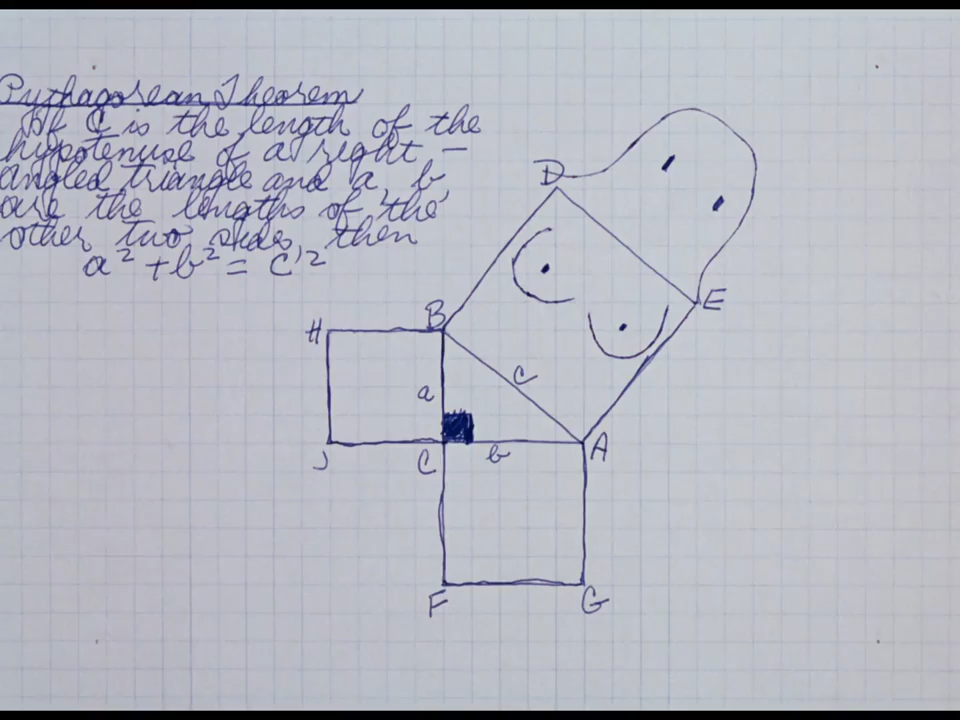 Pythagorean Theorem
If C is the length of the
hypotenuse of a right -
angled triangle and a, b,
are the lengths of the
other two sides, then
a² + b² = c²
D
E
B
H
c
a
J
C
b
A
F
G